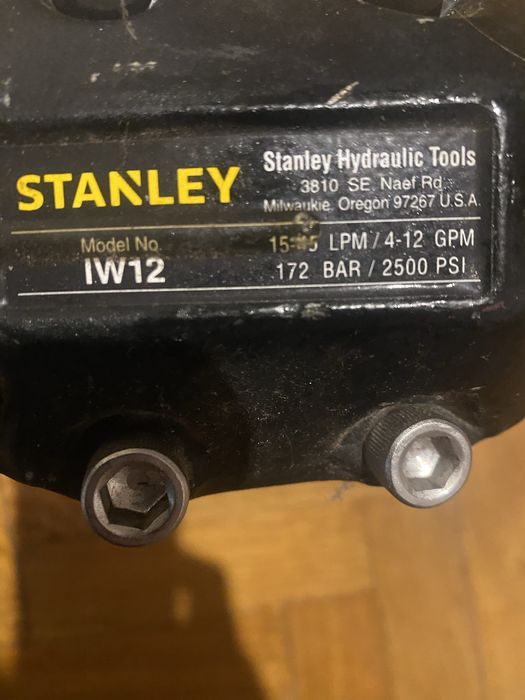 STANLEY
Stanley Hydraulic Tools
3810 SE. Naef Rd.
Milwaukie, Oregon 97267 U.S.A.
Model No.
IW12
LPM / 4-12 GPM
172 BAR / 2500 PSI